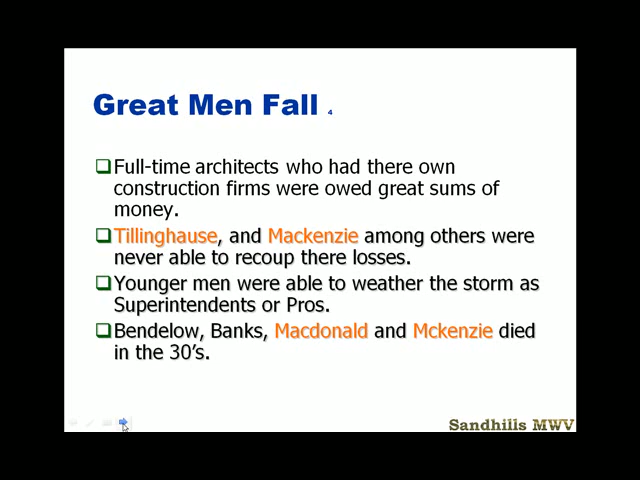 Great Men Fall 4
Full-time architects who had there own
construction firms were owed great sums of
money.
Tillinghause, and Mackenzie among others were
never able to recoup there losses.
Younger men were able to weather the storm as
Superintendents or Pros.
Bendelow, Banks, Macdonald and Mckenzie died
in the 30's.
Sandhills MWV